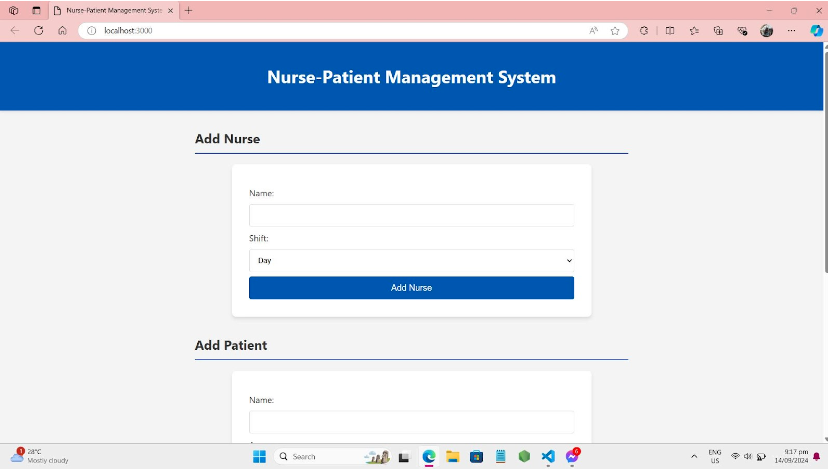 Nurse-Patient Management Syste
localhost:3000
Nurse-Patient Management System
Add Nurse
Name:
Shift:
Day
Add Nurse
Add Patient
Name:
1
28°C
Mostly cloudy
Search
ENG
US
9:17 pm
14/09/2024